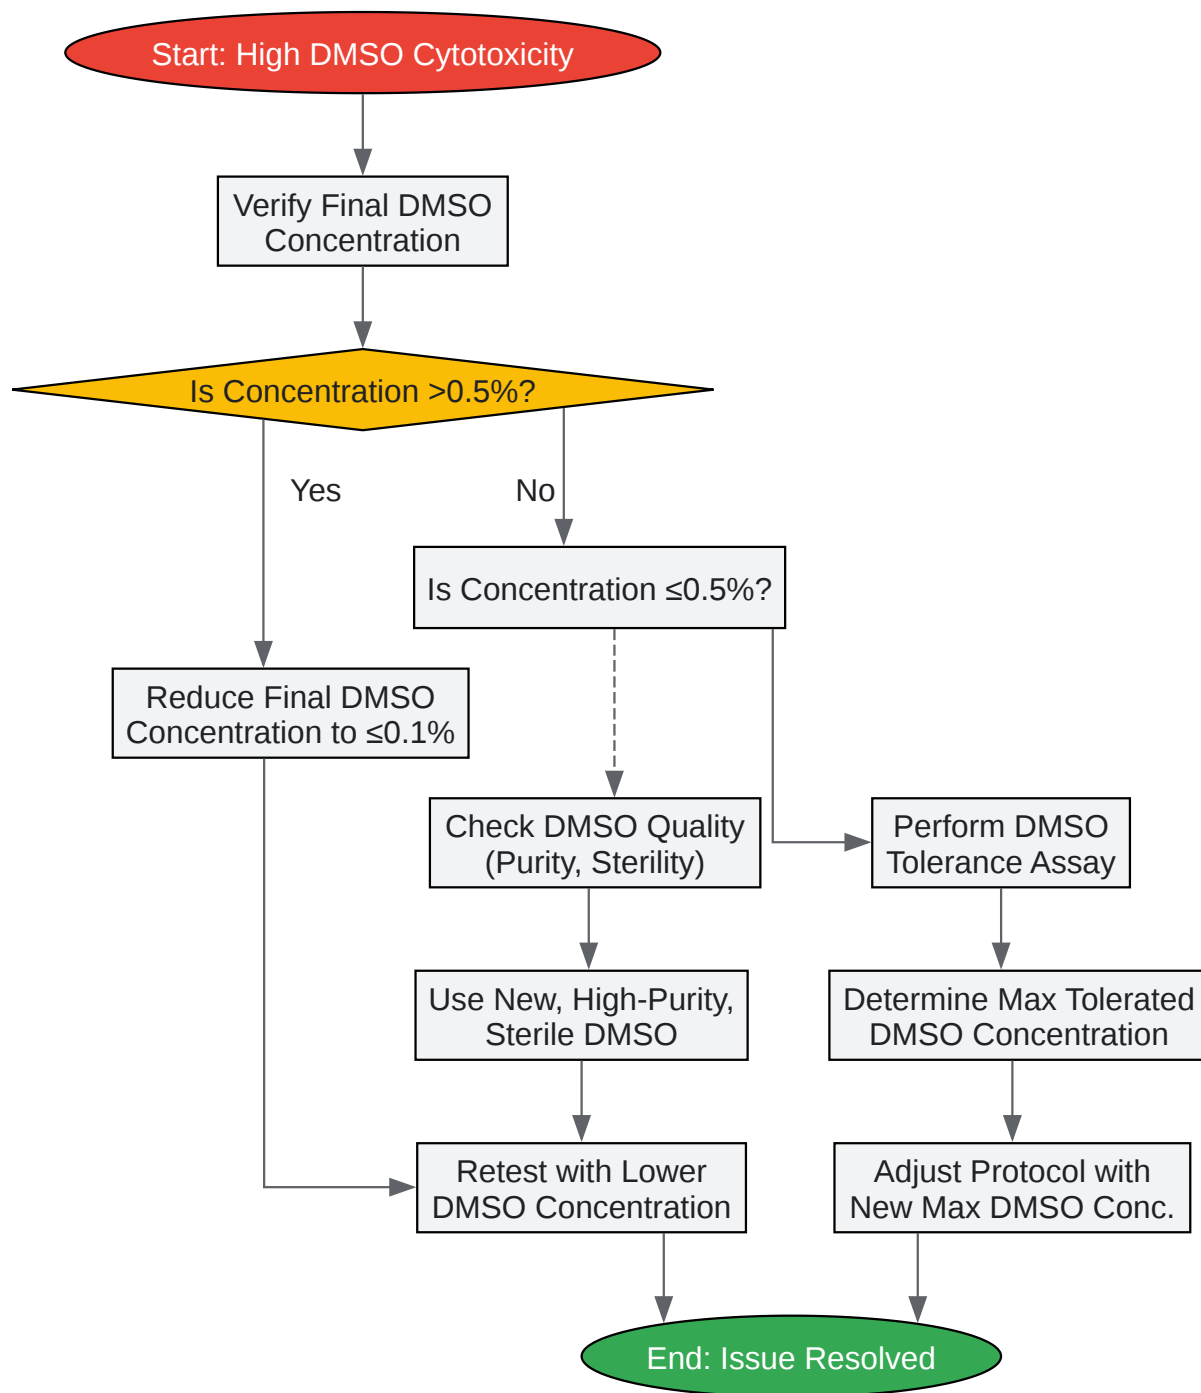 Start: High DMSO Cytotoxicity
Verify Final DMSO
Concentration
Is Concentration >0.5%?
Yes
No
Is Concentration ≤0.5%?
Reduce Final DMSO
Concentration to ≤0.1%
Check DMSO Quality
(Purity, Sterility)
Perform DMSO
Tolerance Assay
Use New, High-Purity,
Sterile DMSO
Determine Max Tolerated
DMSO Concentration
Retest with Lower
DMSO Concentration
Adjust Protocol with
New Max DMSO Conc.
End: Issue Resolved